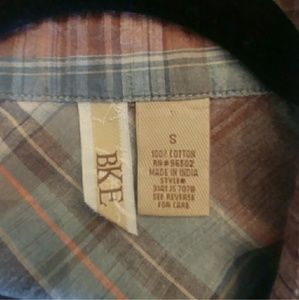 BKE
S
100% COTTON
RN# 96502
MADE IN INDIA
STYLE#
SEE REVERSE
FOR CARE